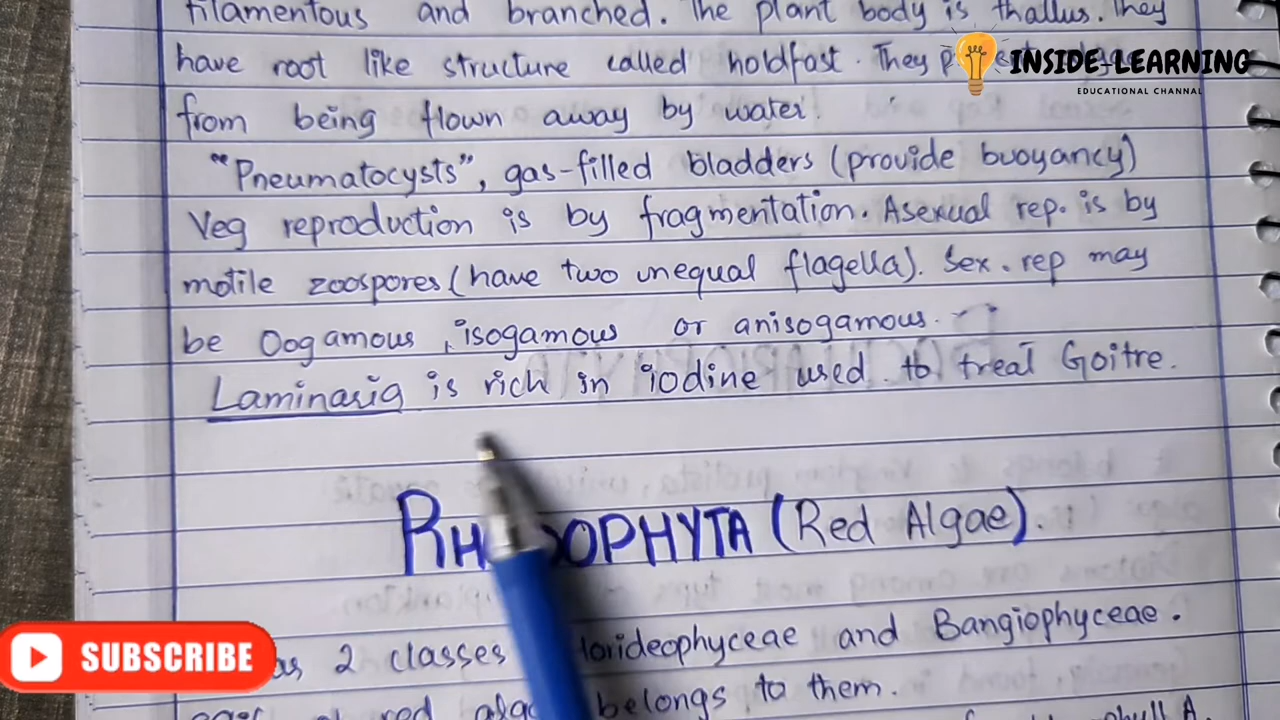 filamentous and branched. The plant body is thallus. They
have root like structure called holdfast. They
INSIDE-LEARNING
EDUCATIONAL CHANNEL
from being flown away by water.
"Pneumatocysts", gas-filled bladders (provide buoyancy)
Veg reproduction is by fragmentation. Asexual rep. is by
motile zoospores (have two unequal flagella). Sex. rep may
be Oogamous, isogamous or anisogamous.
Laminaria is rich in iodine used to treat Goitre.
(Red Algae).
2 classes and Bangiophyceae.
SUBSCRIBE
red belongs to them.